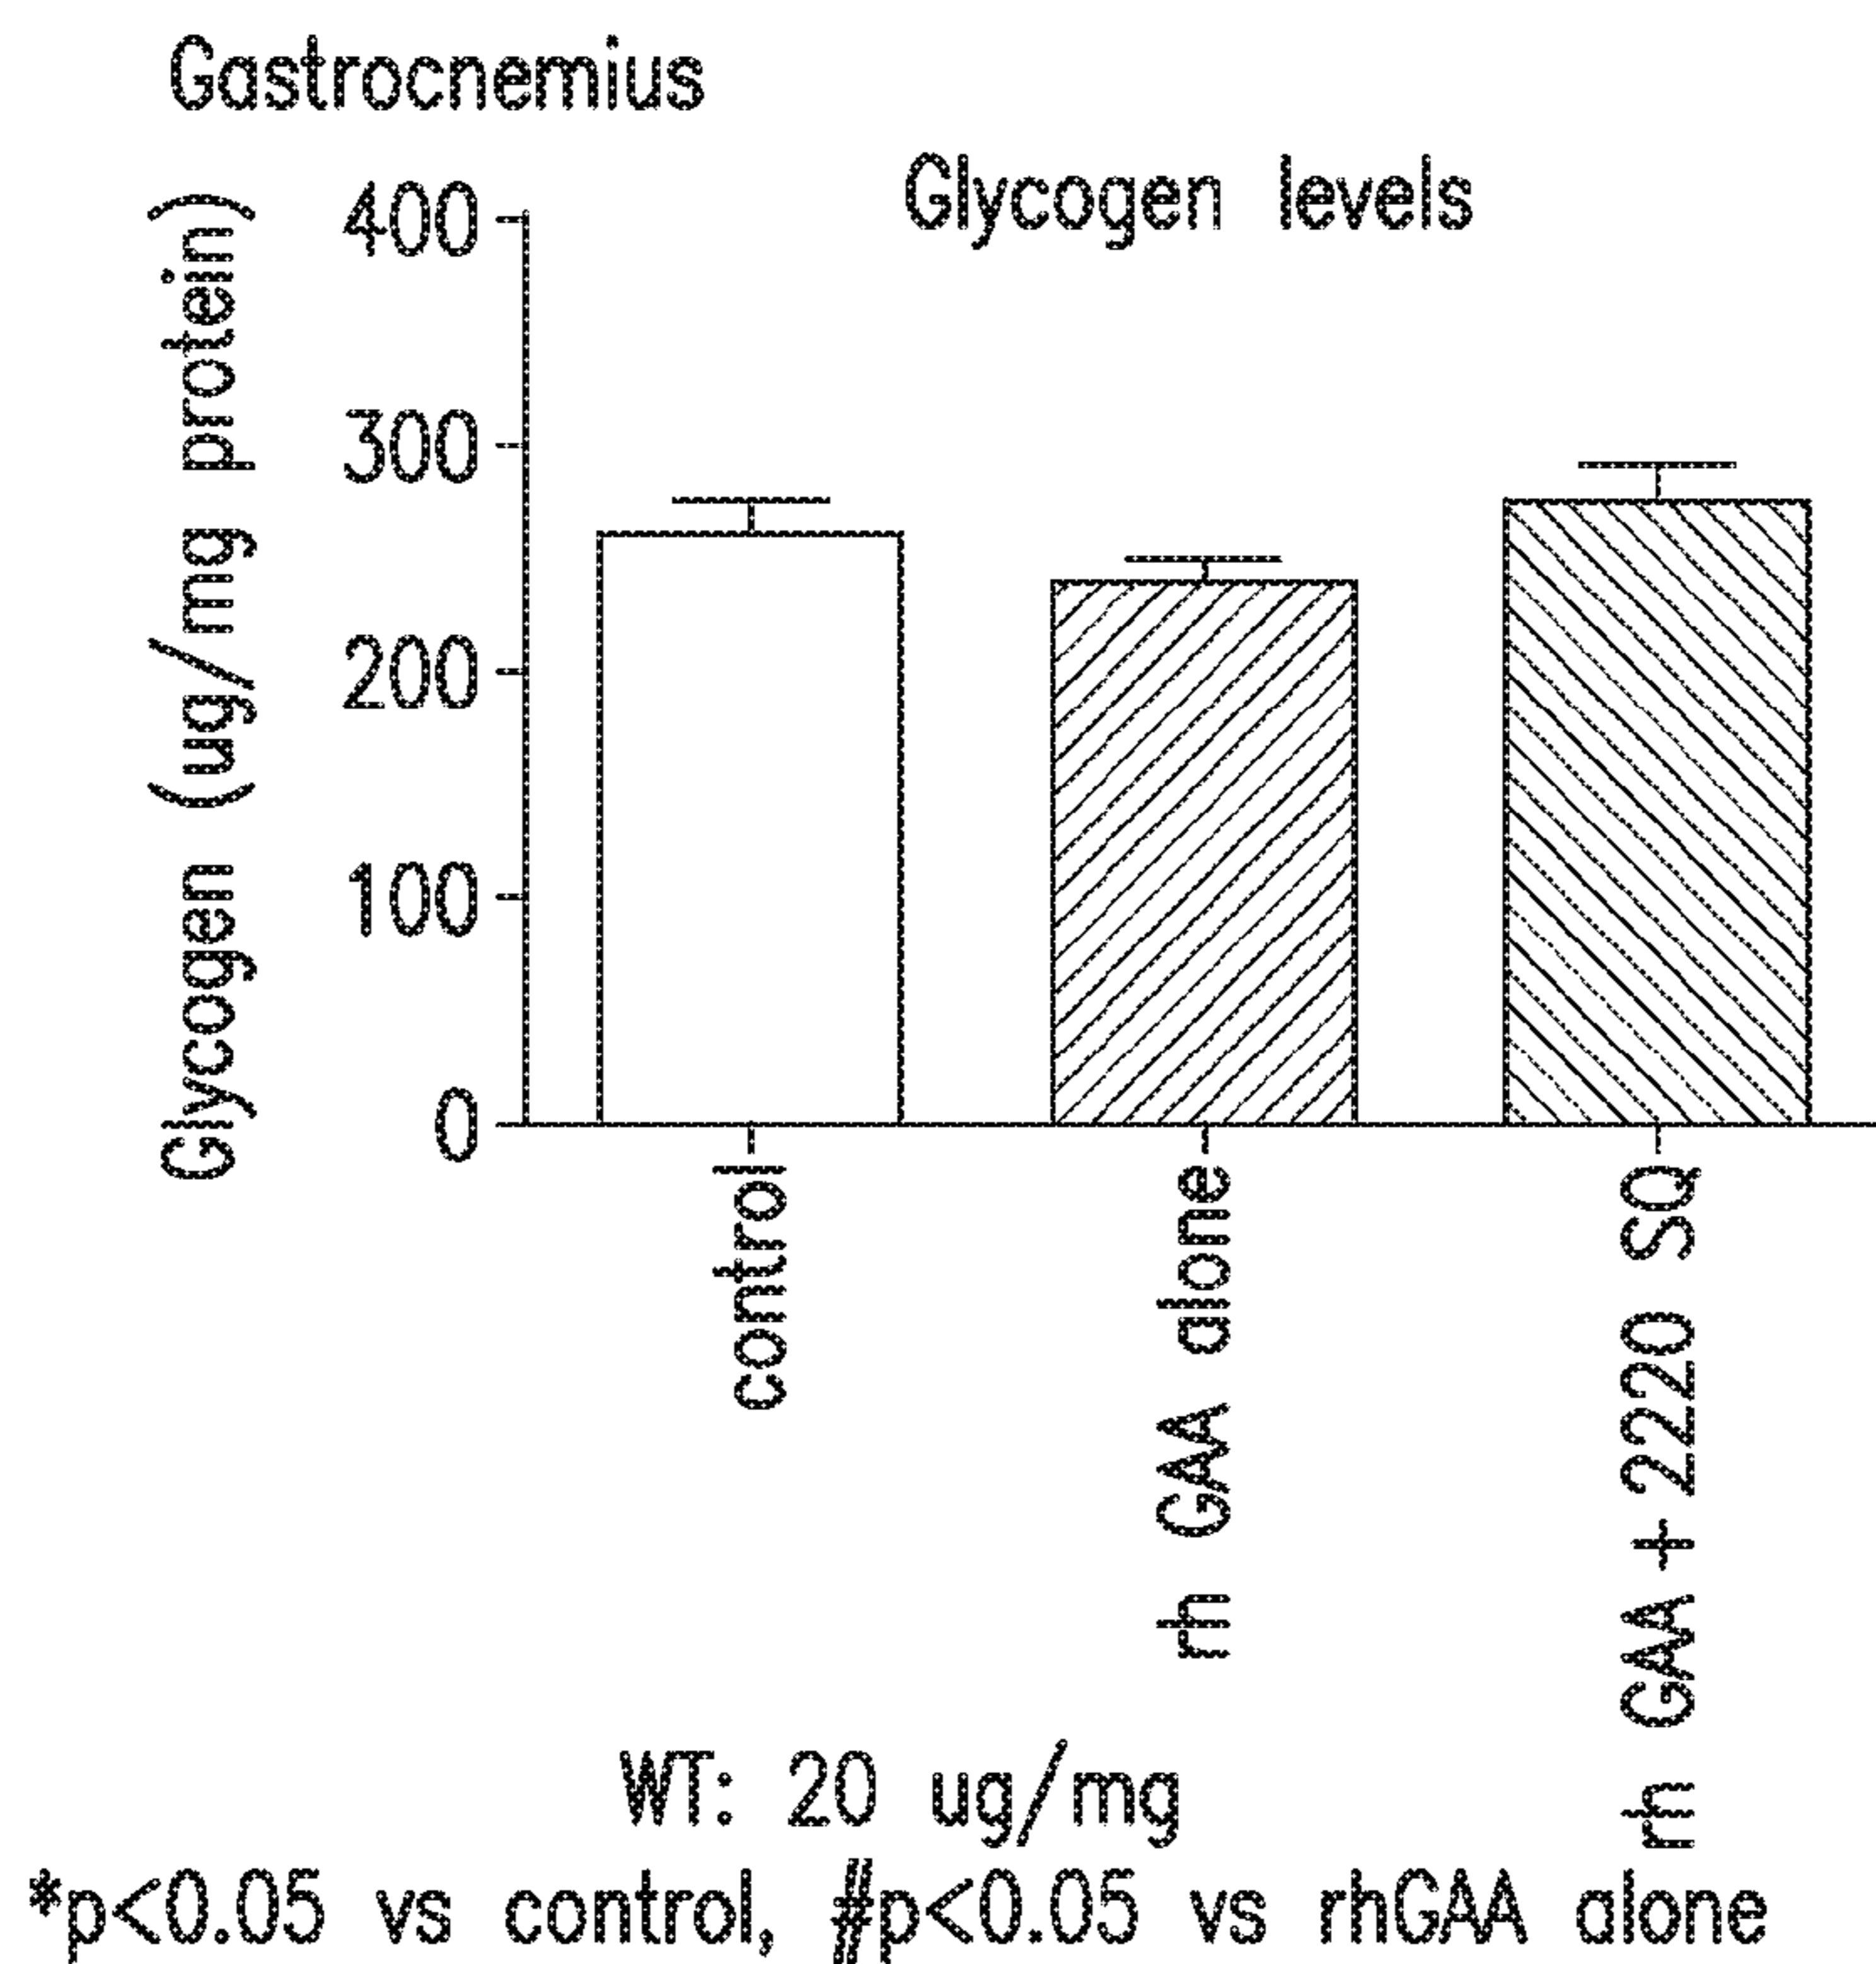 Gastrocnemius
Glycogen levels
Glycogen (ug/mg protein)
400
300
200
100
0
control
rh GAA alone
rh GAA + 2220 SQ
WT: 20 ug/mg
*p<0.05 vs control, #p<0.05 vs rhGAA alone